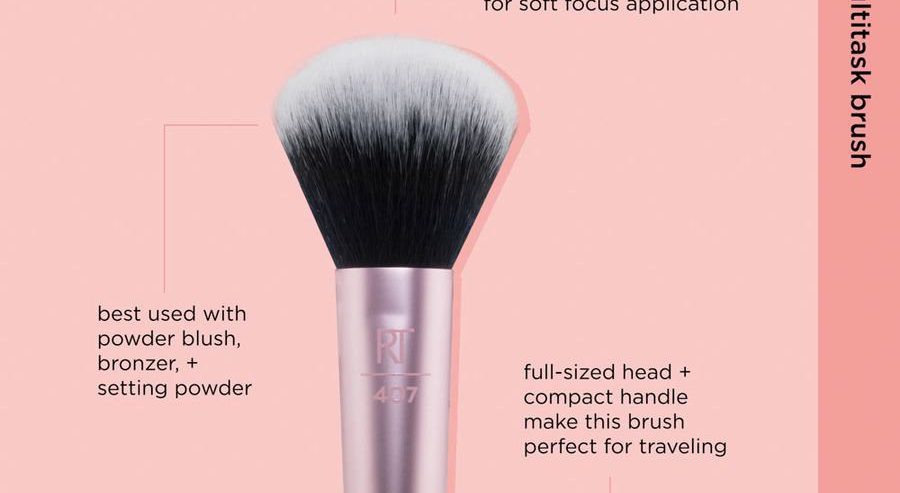 for soft focus application
best used with
powder blush,
bronzer, +
setting powder
RT
407
full-sized head +
compact handle
make this brush
perfect for traveling
brush